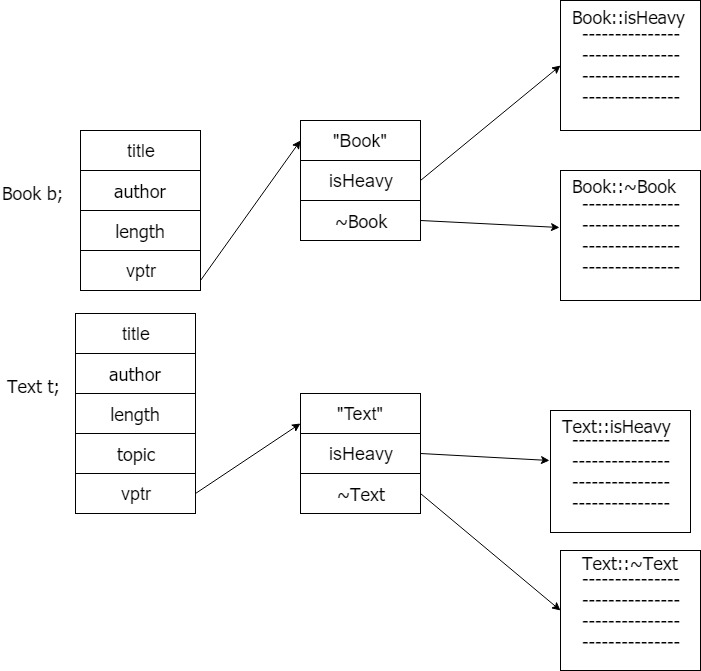 Book b;
title
author
length
vptr
"Book"
isHeavy
~Book
Book::isHeavy
-----------------
-----------------
-----------------
-----------------
Book::~Book
-----------------
-----------------
-----------------
-----------------
Text t;
title
author
length
topic
vptr
"Text"
isHeavy
~Text
Text::isHeavy
-----------------
-----------------
-----------------
-----------------
Text::~Text
-----------------
-----------------
-----------------
-----------------